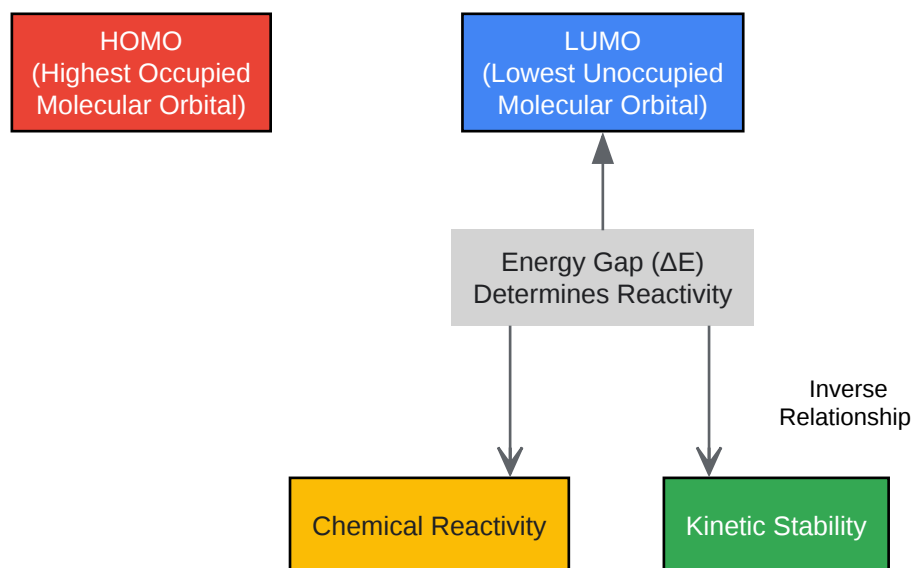 HOMO
(Highest Occupied
Molecular Orbital)
LUMO
(Lowest Unoccupied
Molecular Orbital)
Energy Gap (ΔE)
Determines Reactivity
Inverse
Relationship
Chemical Reactivity
Kinetic Stability